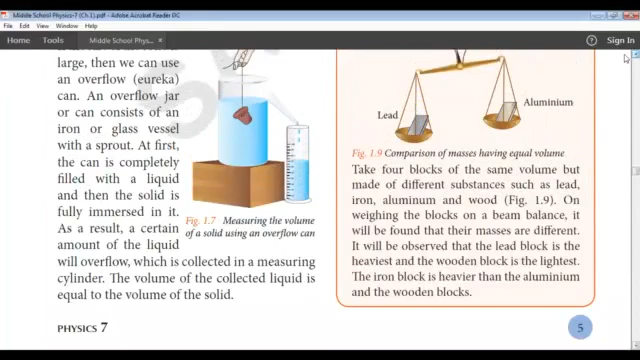 Middle School-Physics-7 (Ch 1).pdf - Adobe Acrobat Reader DC
File Edit View Window Help
Home Tools Middle School-Phys... × ? Sign In
large, then we can use
an overflow (eureka)
can. An overflow jar
or can consists of an
iron or glass vessel
with a sprout. At first,
the can is completely
filled with a liquid
and then the solid is
fully immersed in it.
As a result, a certain
amount of the liquid
will overflow, which is collected in a measuring
cylinder. The volume of the collected liquid is
equal to the volume of the solid.
Fig. 1.7 Measuring the volume
of a solid using an overflow can
Lead
Aluminium
Fig. 1.9 Comparison of masses having equal volume
Take four blocks of the same volume but
made of different substances such as lead,
iron, aluminum and wood (Fig. 1.9). On
weighing the blocks on a beam balance, it
will be found that their masses are different.
It will be observed that the lead block is the
heaviest and the wooden block is the lightest.
The iron block is heavier than the aluminium
and the wooden blocks.
PHYSICS 7
5